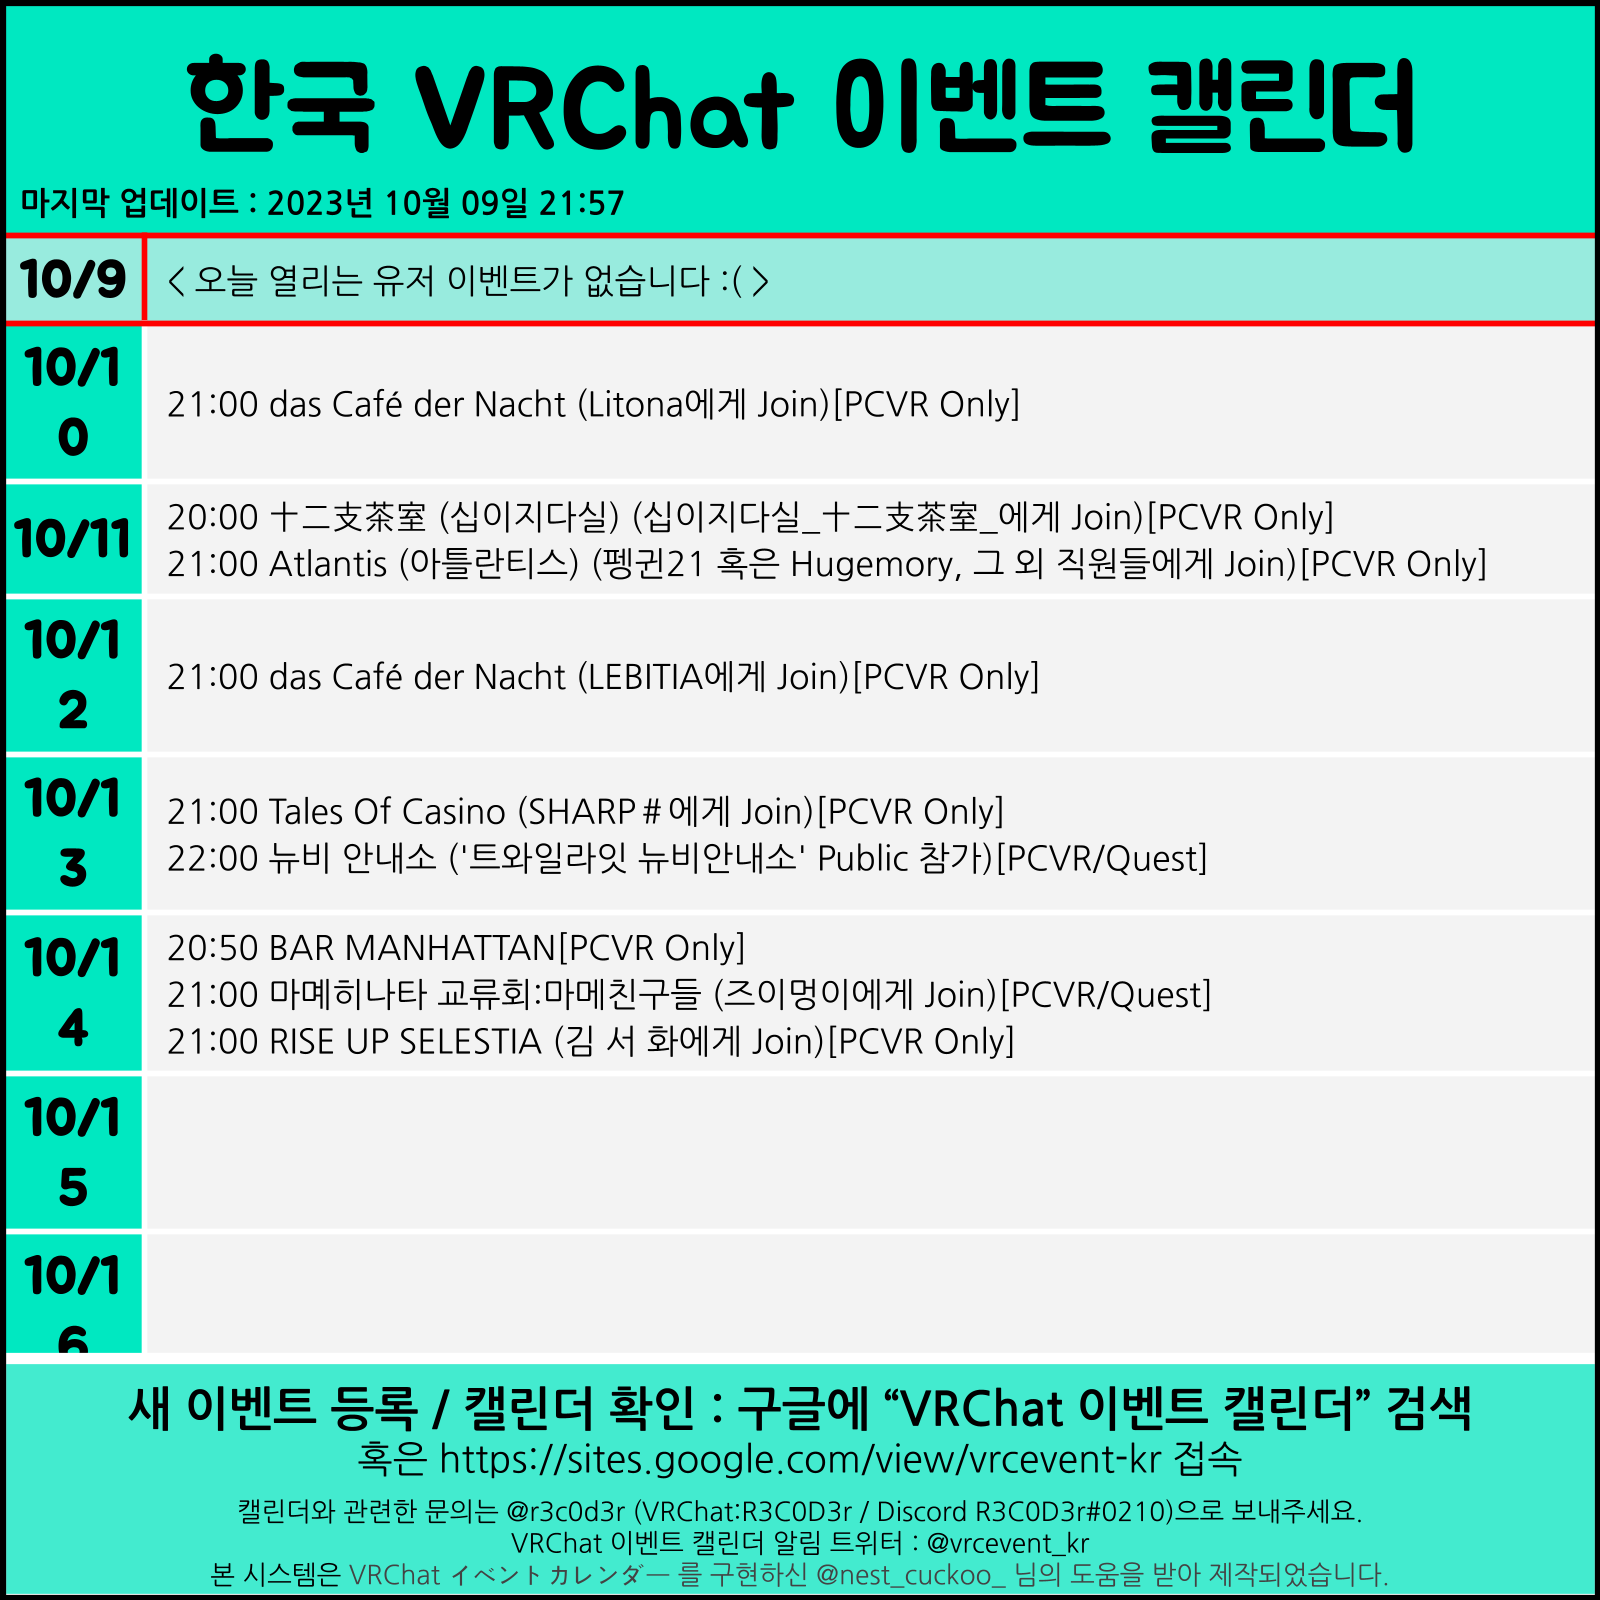 한국 VRChat 이벤트 캘린더
마지막 업데이트 : 2023년 10월 09일 21:57
10/9
< 오늘 열리는 유저 이벤트가 없습니다 :( >
10/1
0
21:00 das Café der Nacht (Litona에게 Join)[PCVR Only]
10/11
20:00 十二支茶室 (십이지다실) (십이지다실_十二支茶室_에게 Join)[PCVR Only]
21:00 Atlantis (아틀란티스) (펭귄21 혹은 Hugemory, 그 외 직원들에게 Join)[PCVR Only]
10/1
2
21:00 das Café der Nacht (LEBITIA에게 Join)[PCVR Only]
10/1
3
21:00 Tales Of Casino (SHARP＃에게 Join)[PCVR Only]
22:00 뉴비 안내소 ('트와일라잇 뉴비안내소' Public 참가)[PCVR/Quest]
10/1
4
20:50 BAR MANHATTAN[PCVR Only]
21:00 마몌히나타 교류회:마메친구들 (즈이멍이에게 Join)[PCVR/Quest]
21:00 RISE UP SELESTIA (김 서 화에게 Join)[PCVR Only]
10/1
5
10/1
6
새 이벤트 등록 / 캘린더 확인 : 구글에 “VRChat 이벤트 캘린더” 검색
혹은 https://sites.google.com/view/vrcevent-kr 접속
캘린더와 관련한 문의는 @r3c0d3r (VRChat:R3C0D3r / Discord R3C0D3r#0210)으로 보내주세요.
VRChat 이벤트 캘린더 알림 트위터 : @vrcevent_kr
본 시스템은 VRChat イベントカレンダー 를 구현하신 @nest_cuckoo_ 님의 도움을 받아 제작되었습니다.